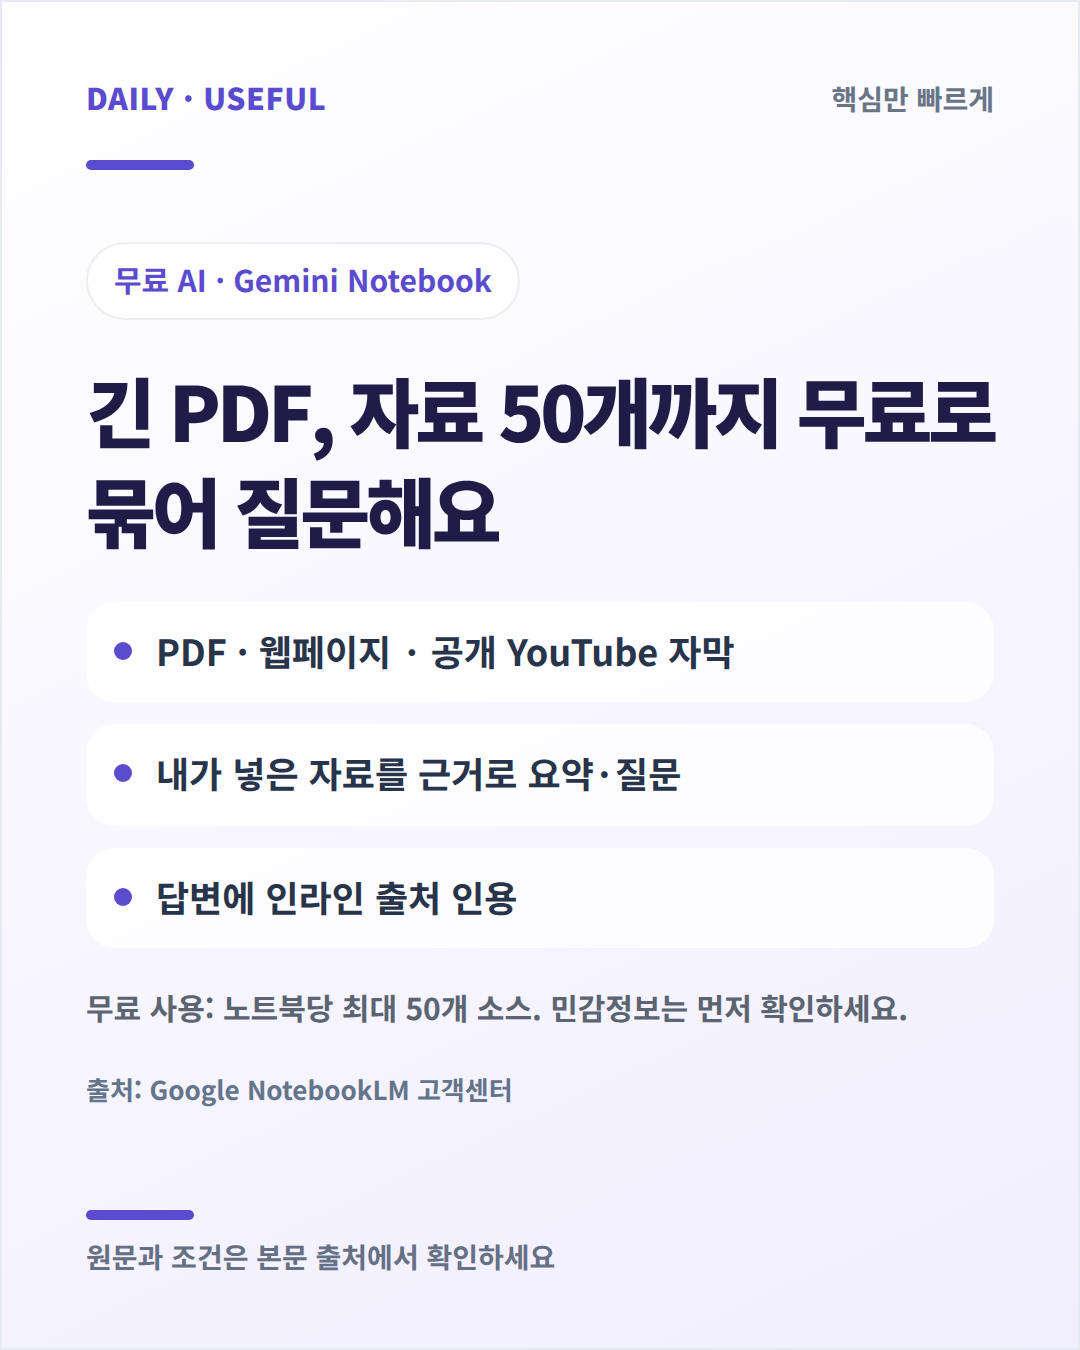 DAILY · USEFUL
핵심만 빠르게
무료 AI · Gemini Notebook
긴 PDF, 자료 50개까지 무료로
묶어 질문해요
PDF · 웹페이지 · 공개 YouTube 자막
내가 넣은 자료를 근거로 요약·질문
답변에 인라인 출처 인용
무료 사용: 노트북당 최대 50개 소스. 민감정보는 먼저 확인하세요.
출처: Google NotebookLM 고객센터
원문과 조건은 본문 출처에서 확인하세요